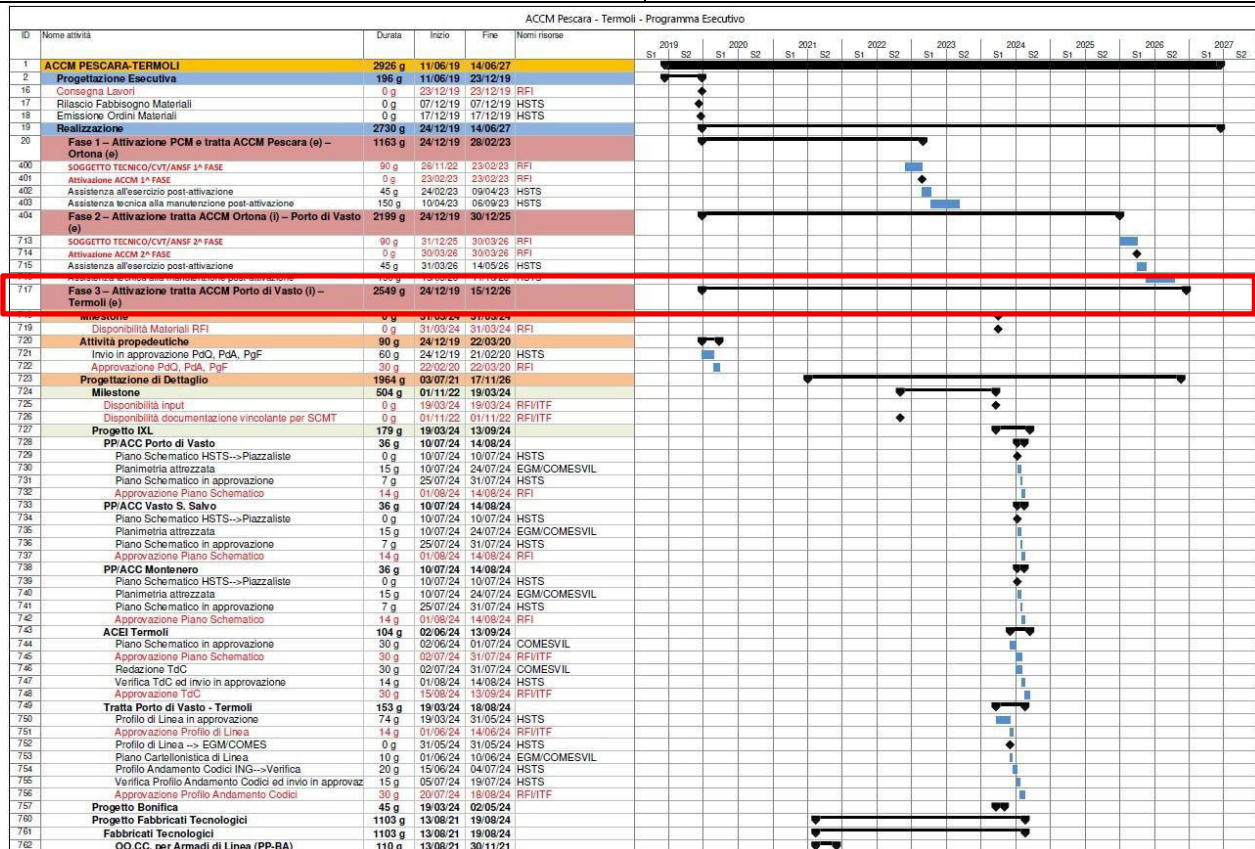 ACCM Pescara - Termoli - Programma Esecutivo
ID Nome attività Durata Inizio Fine Nomi risorse 2019 2020 2021 2022 2023 2024 2025 2026 2027
S1 S2 S1 S2 S1 S2 S1 S2 S1 S2 S1 S2 S1 S2 S1 S2 S1 S2
1 ACCM PESCARA-TERMOLI 2926 g 11/06/19 14/06/27
2 Progettazione Esecutiva 196 g 11/06/19 23/12/19
16 Consegna Lavori 0 g 23/12/19 23/12/19 RFI
17 Rilascio Fabbisogno Materiali 0 g 07/12/19 07/12/19 HSTS
18 Emissione Ordini Materiali 0 g 17/12/19 17/12/19 HSTS
19 Realizzazione 2730 g 24/12/19 14/06/27
20 Fase 1 – Attivazione PCM e tratta ACCM Pescara (e) – 1163 g 24/12/19 28/02/23
Ortona (e)
400 SOGGETTO TECNICO/CVT/ANSF 1^ FASE 90 g 26/11/22 23/02/23 RFI
401 Attivazione ACCM 1^ FASE 0 g 23/02/23 23/02/23 RFI
402 Assistenza all'esercizio post-attivazione 45 g 24/02/23 09/04/23 HSTS
403 Assistenza tecnica alla manutenzione post-attivazione 150 g 10/04/23 06/09/23 HSTS
404 Fase 2 – Attivazione tratta ACCM Ortona (i) – Porto di Vasto 2199 g 24/12/19 30/12/25
(e)
713 SOGGETTO TECNICO/CVT/ANSF 2^ FASE 90 g 31/12/25 30/03/26 RFI
714 Attivazione ACCM 2^ FASE 0 g 30/03/26 30/03/26 RFI
715 Assistenza all'esercizio post-attivazione 45 g 31/03/26 14/05/26 HSTS
717 Fase 3 – Attivazione tratta ACCM Porto di Vasto (i) – 2549 g 24/12/19 15/12/26
Termoli (e)
Milestone 0 g 31/03/24 31/03/24
719 Disponibilità Materiali RFI 0 g 31/03/24 31/03/24 RFI
720 Attività propedeutiche 90 g 24/12/19 22/03/20
721 Invio in approvazione PdQ, PdA, PgF 60 g 24/12/19 21/02/20 HSTS
722 Approvazione PdQ, PdA, PgF 30 g 22/02/20 22/03/20 RFI
723 Progettazione di Dettaglio 1964 g 03/07/21 17/11/26
724 Milestone 504 g 01/11/22 19/03/24
725 Disponibilità input 0 g 19/03/24 19/03/24 RFI/ITF
726 Disponibilità documentazione vincolante per SCMT 0 g 01/11/22 01/11/22 RFI/ITF
727 Progetto IXL 179 g 19/03/24 13/09/24
728 PP/ACC Porto di Vasto 36 g 10/07/24 14/08/24
729 Piano Schematico HSTS-->Piazzaliste 0 g 10/07/24 10/07/24 HSTS
730 Planimetria attrezzata 15 g 10/07/24 24/07/24 EGM/COMESVIL
731 Piano Schematico in approvazione 7 g 25/07/24 31/07/24 HSTS
732 Approvazione Piano Schematico 14 g 01/08/24 14/08/24 RFI
733 PP/ACC Vasto S. Salvo 36 g 10/07/24 14/08/24
734 Piano Schematico HSTS-->Piazzaliste 0 g 10/07/24 10/07/24 HSTS
735 Planimetria attrezzata 15 g 10/07/24 24/07/24 EGM/COMESVIL
736 Piano Schematico in approvazione 7 g 25/07/24 31/07/24 HSTS
737 Approvazione Piano Schematico 14 g 01/08/24 14/08/24 RFI
738 PP/ACC Montenero 36 g 10/07/24 14/08/24
739 Piano Schematico HSTS-->Piazzaliste 0 g 10/07/24 10/07/24 HSTS
740 Planimetria attrezzata 15 g 10/07/24 24/07/24 EGM/COMESVIL
741 Piano Schematico in approvazione 7 g 25/07/24 31/07/24 HSTS
742 Approvazione Piano Schematico 14 g 01/08/24 14/08/24 RFI
743 ACEI Termoli 104 g 02/06/24 13/09/24
744 Piano Schematico in approvazione 30 g 02/06/24 01/07/24 COMESVIL
745 Approvazione Piano Schematico 30 g 02/07/24 31/07/24 RFI/ITF
746 Redazione TdC 30 g 02/07/24 31/07/24 COMESVIL
747 Verifica TdC ed invio in approvazione 14 g 01/08/24 14/08/24 HSTS
748 Approvazione TdC 30 g 15/08/24 13/09/24 RFI/ITF
749 Tratta Porto di Vasto - Termoli 153 g 19/03/24 18/08/24
750 Profilo di Linea in approvazione 74 g 19/03/24 31/05/24 HSTS
751 Approvazione Profilo di Linea 14 g 01/06/24 14/06/24 RFI/ITF
752 Profilo di Linea --> EGM/COMES 0 g 31/05/24 31/05/24 HSTS
753 Piano Cartellonistica di Linea 10 g 01/06/24 10/06/24 EGM/COMESVIL
754 Profilo Andamento Codici ING-->Verifica 20 g 15/06/24 04/07/24 HSTS
755 Verifica Profilo Andamento Codici ed invio in approvaz 15 g 05/07/24 19/07/24 HSTS
756 Approvazione Profilo Andamento Codici 30 g 20/07/24 18/08/24 RFI/ITF
757 Progetto Bonifica 45 g 19/03/24 02/05/24
760 Progetto Fabbricati Tecnologici 1103 g 13/08/21 19/08/24
761 Fabbricati Tecnologici 1103 g 13/08/21 19/08/24
762 OO.CC. per Armadi di Linea (PP-BA) 110 g 13/08/21 30/11/21